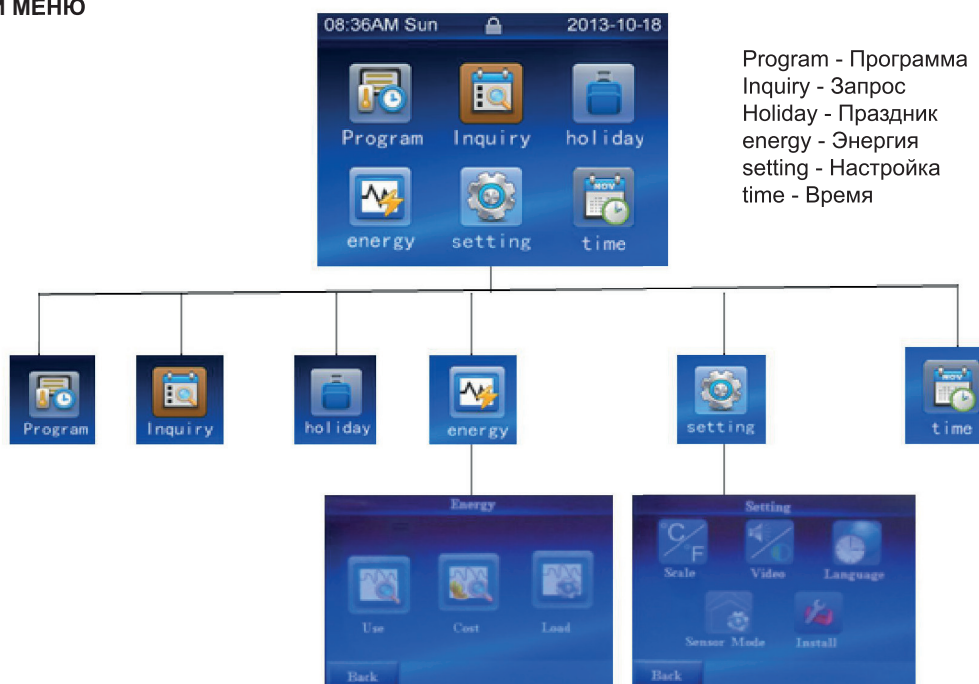 И МЕНЮ
08:36AM Sun 2013-10-18
Program Inquiry holiday
energy setting time
Program - Программа
Inquiry - Запрос
Holiday - Праздник
energy - Энергия
setting - Настройка
time - Время
Program Inquiry holiday energy setting time
Energy
Use Cost Load
Back
Setting
°C/°F
Scale Video Language
Sensor Mode Install
Back